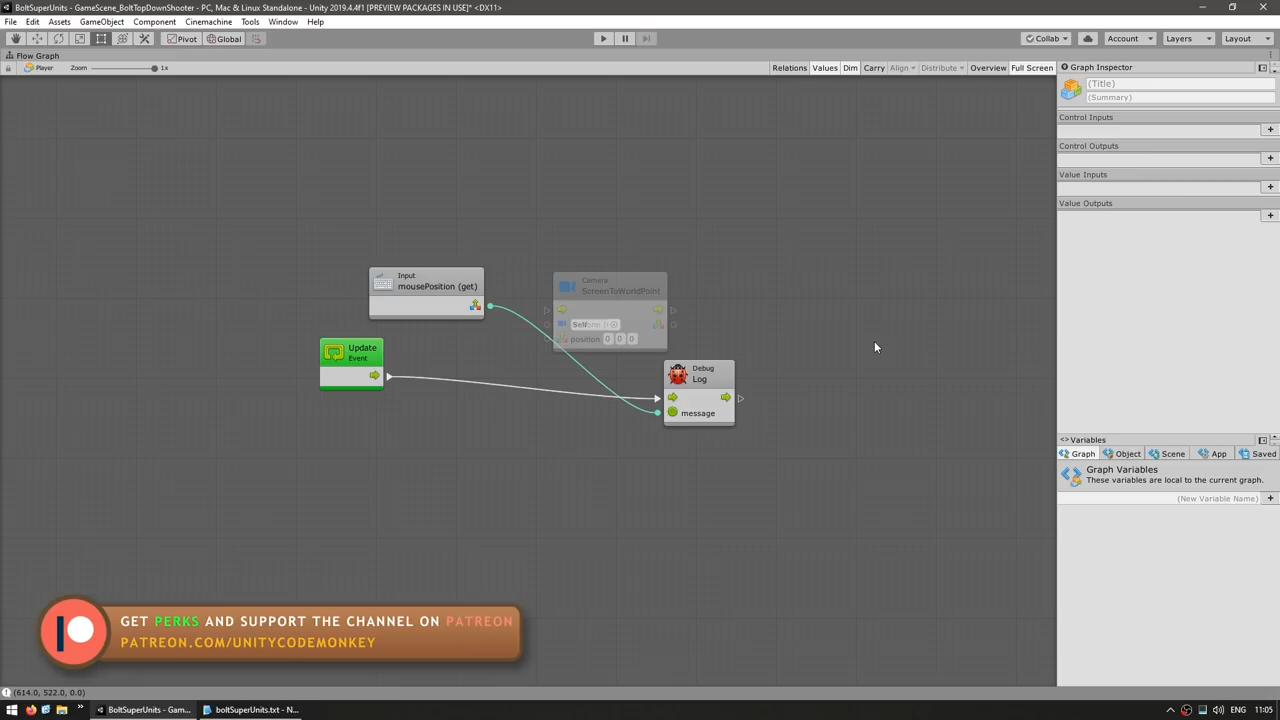 BoltSuperUnits - GameScene_BoltTopDownShooter - PC, Mac & Linux Standalone - Unity 2019.4.4f1 [PREVIEW PACKAGES IN USE]* <DX11>
File Edit Assets GameObject Component Cinemachine Tools Window Help
Pivot Global Collab Account Layers Layout
Flow Graph
Player Zoom 1x Relations Values Dim Carry Align Distribute Overview Full Screen
Graph Inspector
(Title)
(Summary)
Control Inputs
Control Outputs
Value Inputs
Value Outputs
Input
mousePosition (get)
Camera
ScreenToWorldPoint
Self
position 0 0 0
Update
Event
Debug
Log
message
Variables
Graph Object Scene App Saved
Graph Variables
These variables are local to the current graph.
(New Variable Name)
GET PERKS AND SUPPORT THE CHANNEL ON PATREON
PATREON.COM/UNITYCODEMONKEY
(614.0, 522.0, 0.0)
BoltSuperUnits - Gam... boltSuperUnits.txt - N... ENG 11:05